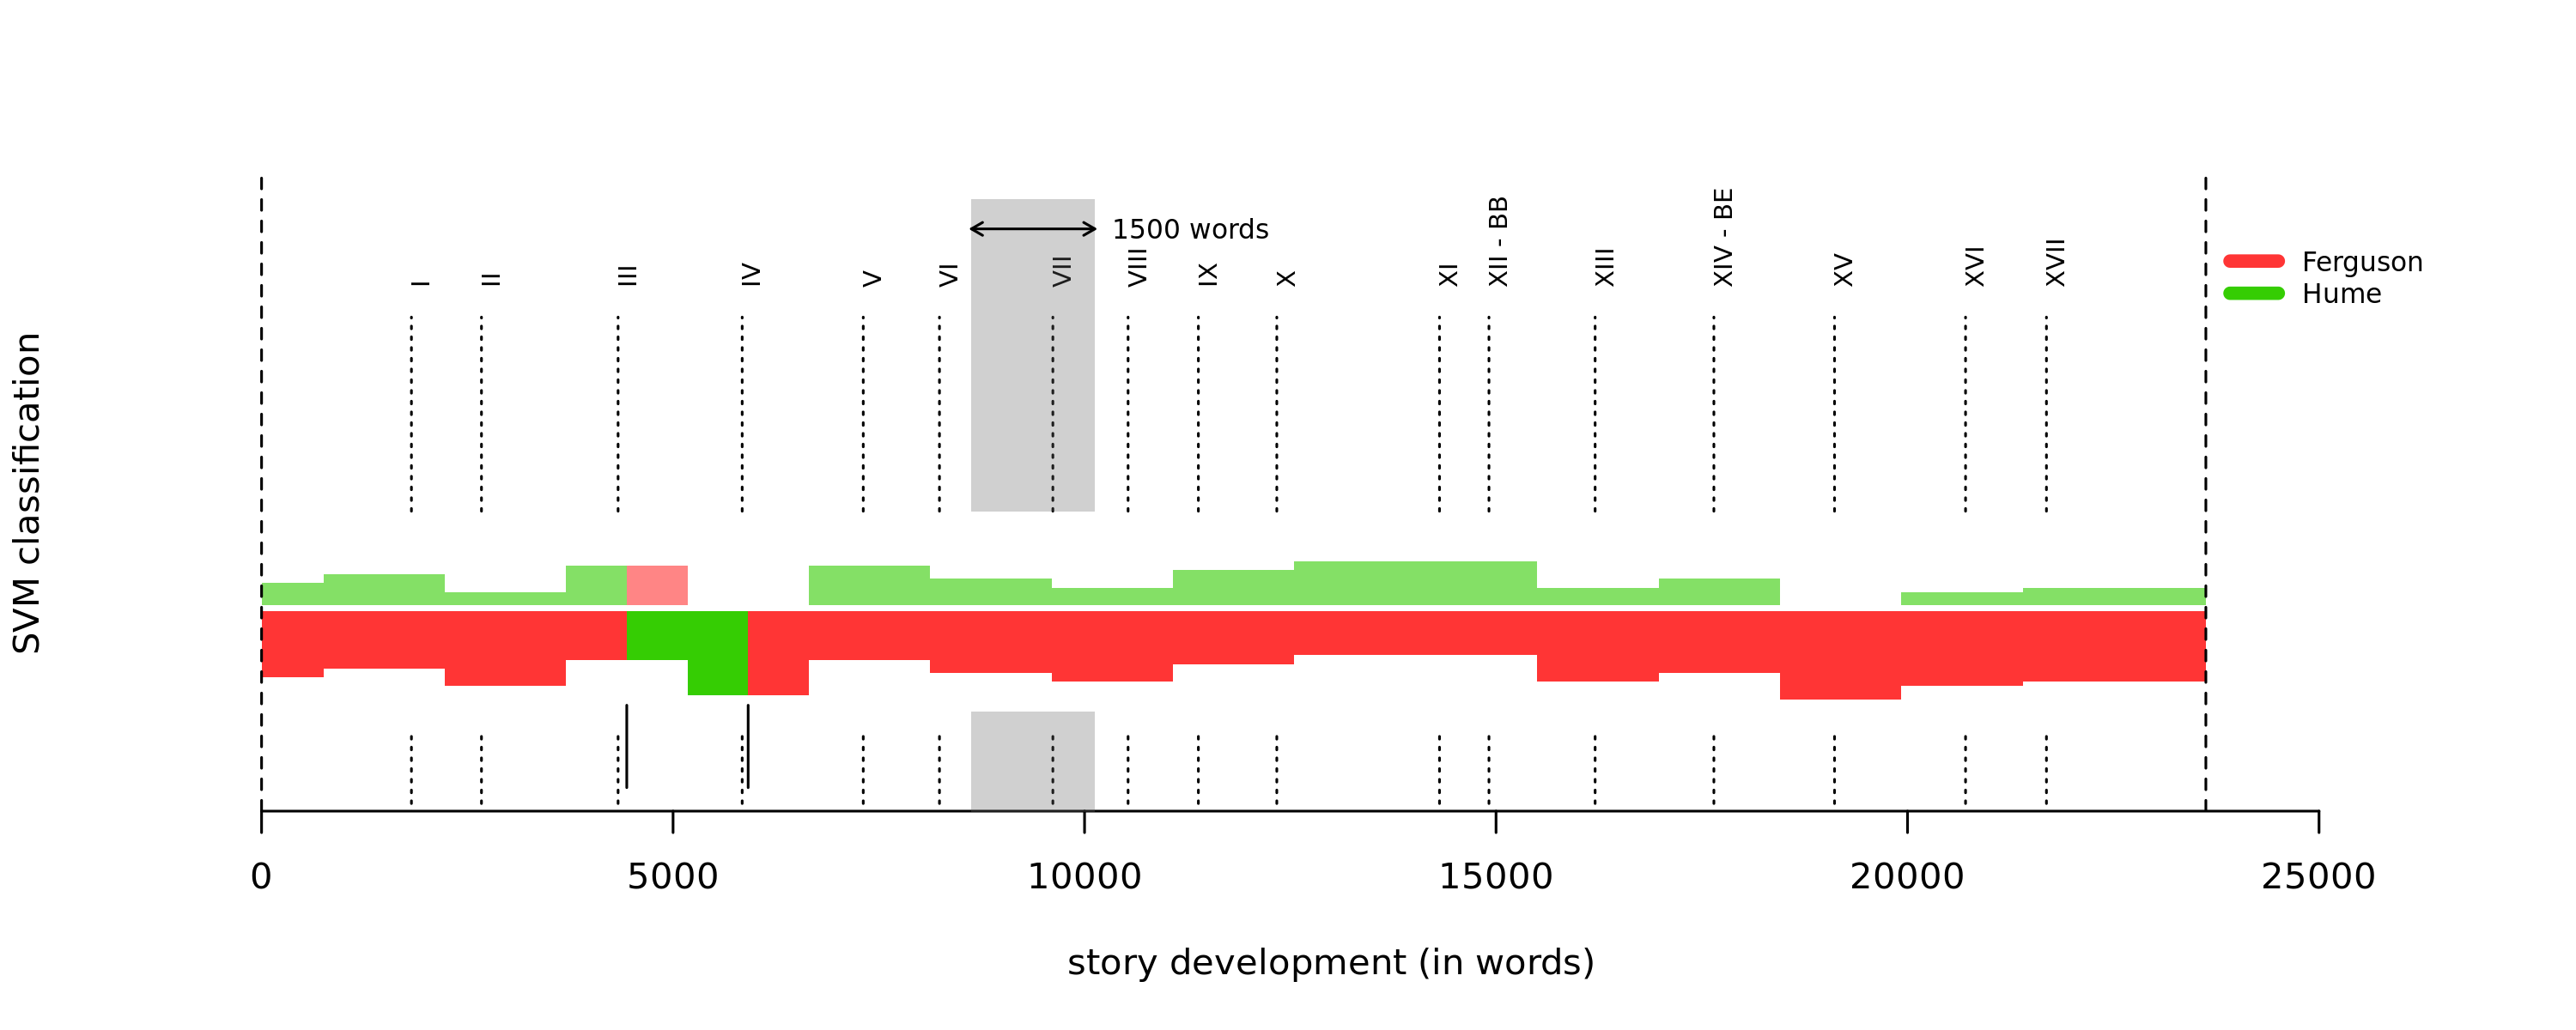 1500 words
I
II
III
IV
V
VI
VII
VIII
IX
X
XI
XII - BB
XIII
XIV - BE
XV
XVI
XVII
Ferguson
Hume
SVM classification
0
5000
10000
15000
20000
25000
story development (in words)